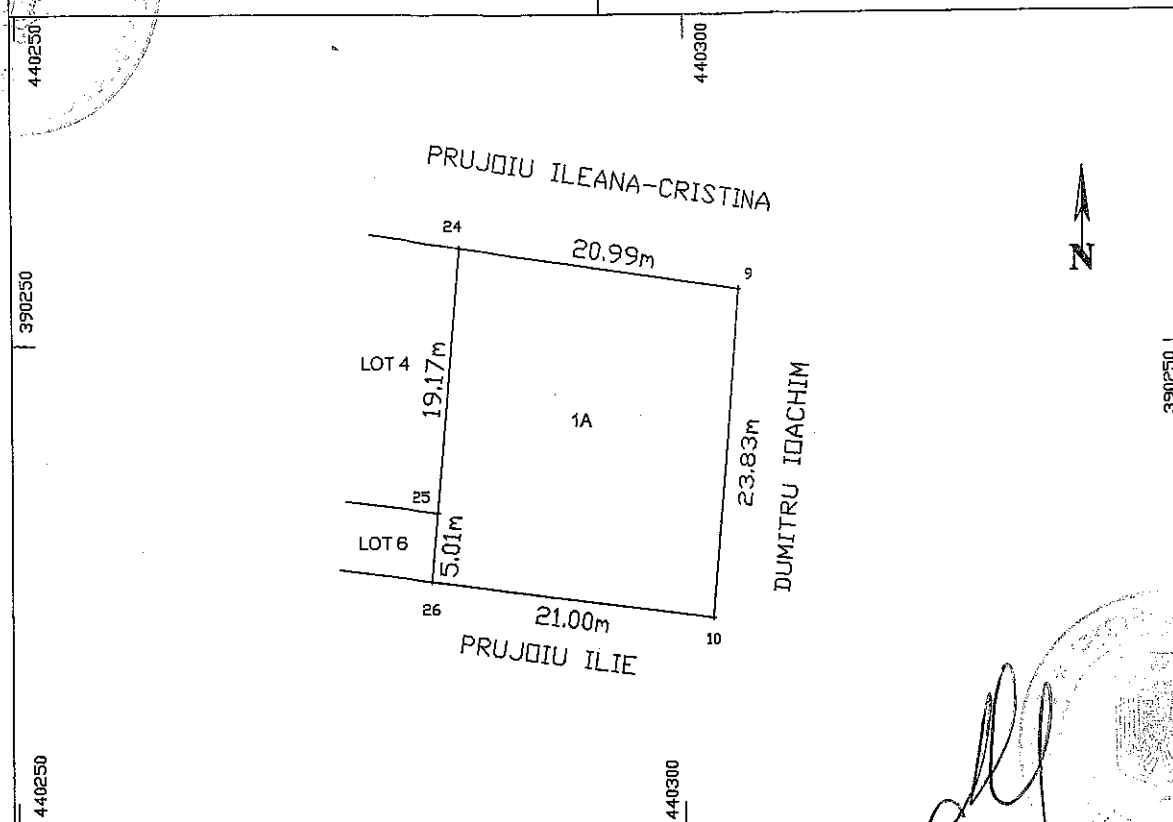 440250
440300
PRUJOIU ILEANA-CRISTINA
24
20.99m
9
N
390250
390250
LOT 4
19.17m
1A
23.83m
DUMITRU IOACHIM
25
LOT 6
5.01m
26
21.00m
10
PRUJOIU ILIE
440250
440300